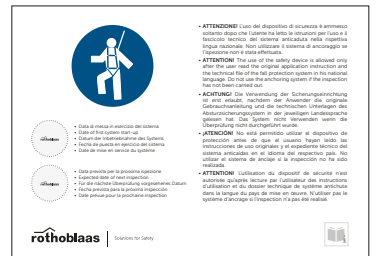 • ATTENZIONE! L'uso del dispositivo di sicurezza è ammesso
soltanto dopo che l'utente ha letto le istruzioni per l'uso e il
fascicolo tecnico del sistema anticaduta nella rispettiva
lingua nazionale. Non utilizzare il sistema di ancoraggio se
l'ispezione non è stata effettuata.
• ATTENTION! The use of the safety device is allowed only
after the user read the original application instruction and
the technical file of the fall protection system in his national
language. Do not use the anchoring system if the inspection
has not been carried out.
• ACHTUNG! Die Verwendung der Sicherungseinrichtung
ist erst erlaubt, nachdem der Anwender die originale
Gebrauchsanleitung und die technischen Unterlagen des
Absturzsicherungssystem in der jeweiligen Landessprache
gelesen hat. Das System nicht Verwenden wenn die
Überprüfung nicht durchgeführt wurde.
• ¡ATENCIÓN! No está permitido utilizar el dispositivo de
protección antes de que el usuario hayan leído las
instrucciones de uso originales y el expediente técnico del
sistema anticaídas en el idioma del respectivo país. No
utilizar el sistema de anclaje si la inspección no ha sido
realizada.
• ATTENTION! L'utilisation du dispositif de sécurité n'est
autorisée qu'après lecture par l'utilisateur des instructions
d'utilisation et du dossier technique de système antichute
dans la langue du pays de mise en œuvre. N'utiliser pas le
système d'ancrage si l'inspection n'a pas été realisé.
rothoblaas
• Data di messa in esercizio del sistema
• Date of first system start-up
• Datum der Inbetriebnahme des Systems
• Fecha de puesta en ejercicio del sistema
• Date de mise en service du système
rothoblaas
• Data prevista per la prossima ispezione
• Expected date of next inspection
• Für die nächste Überprüfung vorgesehenes Datum
• Fecha prevista para la próxima inspección
• Date prévue pour la prochaine inspection
rothoblaas
Solutions for Safety